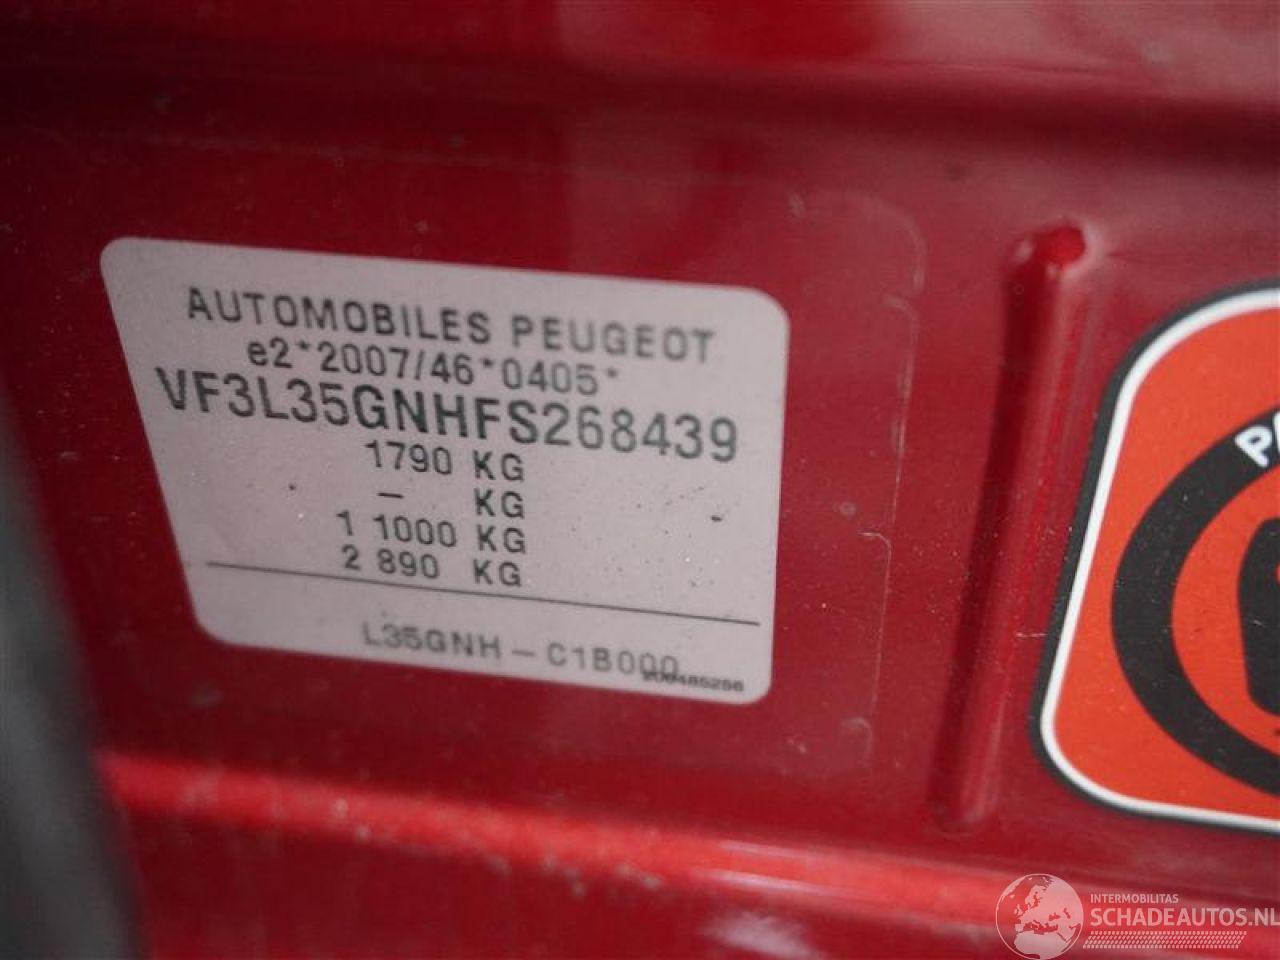 AUTOMOBILES PEUGEOT
e2*2007/46*0405*
VF3L35GNHFS268439
1790 KG
– KG
1 1000 KG
2 890 KG
L35GNH – C1B000
INTERMOBILITAS
SCHADEAUTOS.NL